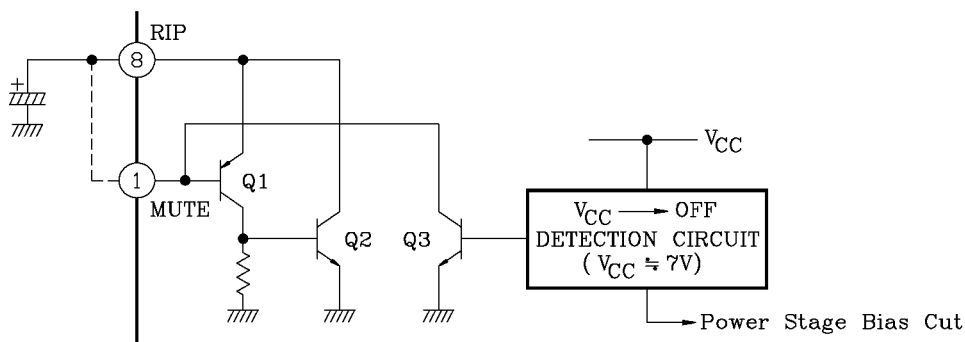 RIP
8
+
1
MUTE
Q1
Q2
Q3
VCC
VCC → OFF
DETECTION CIRCUIT
( VCC ≒ 7V)
Power Stage Bias Cut